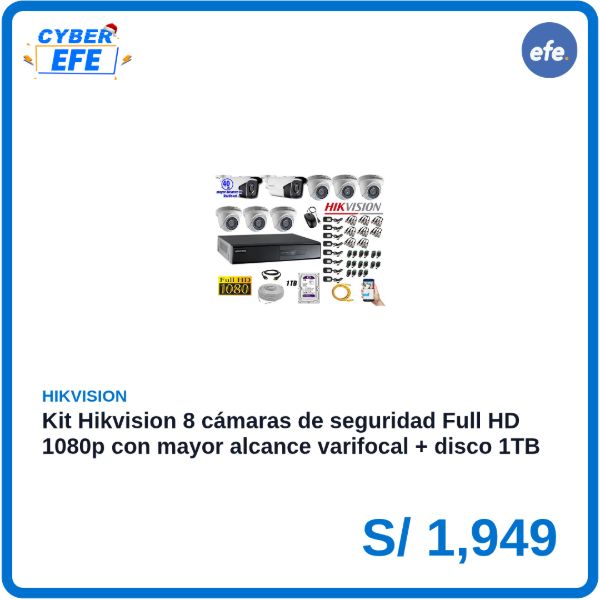 CYBER
EFE
efe.
HIKVISION
HIKVISION
Full HD
1080
1TB
HIKVISION
Kit Hikvision 8 cámaras de seguridad Full HD
1080p con mayor alcance varifocal + disco 1TB
S/ 1,949